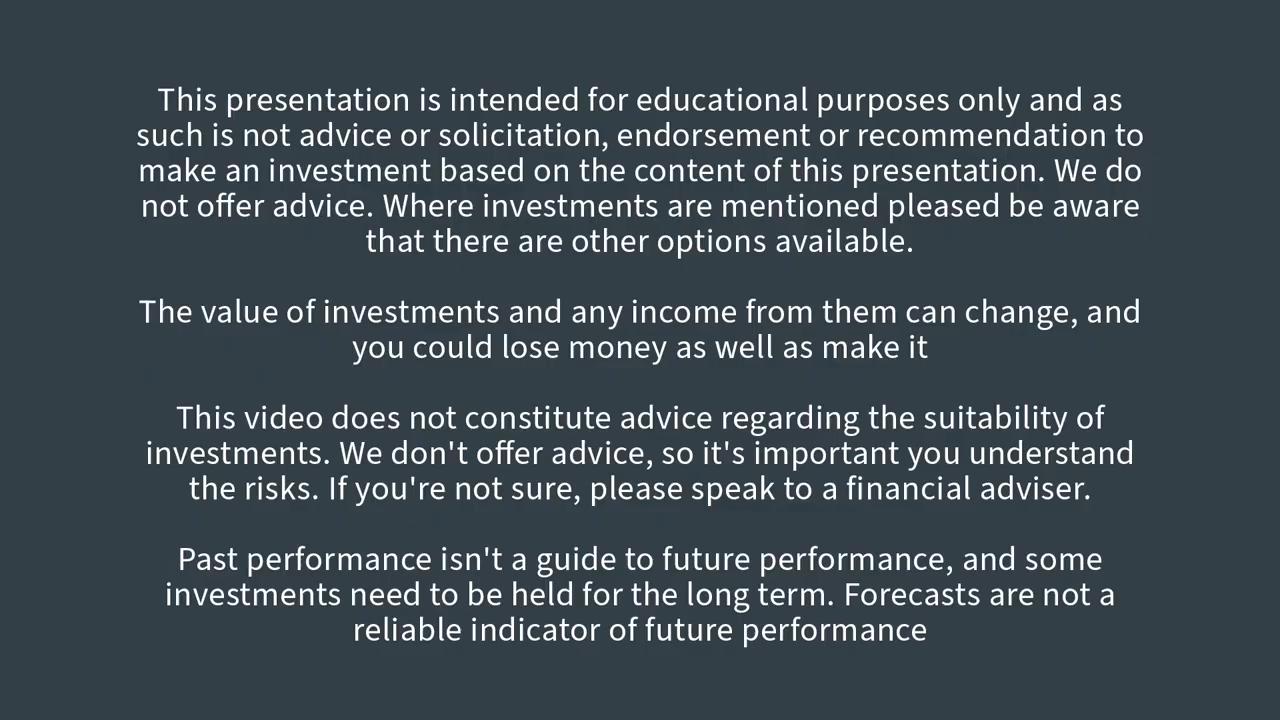 This presentation is intended for educational purposes only and as
such is not advice or solicitation, endorsement or recommendation to
make an investment based on the content of this presentation. We do
not offer advice. Where investments are mentioned pleased be aware
that there are other options available.
The value of investments and any income from them can change, and
you could lose money as well as make it
This video does not constitute advice regarding the suitability of
investments. We don't offer advice, so it's important you understand
the risks. If you're not sure, please speak to a financial adviser.
Past performance isn't a guide to future performance, and some
investments need to be held for the long term. Forecasts are not a
reliable indicator of future performance